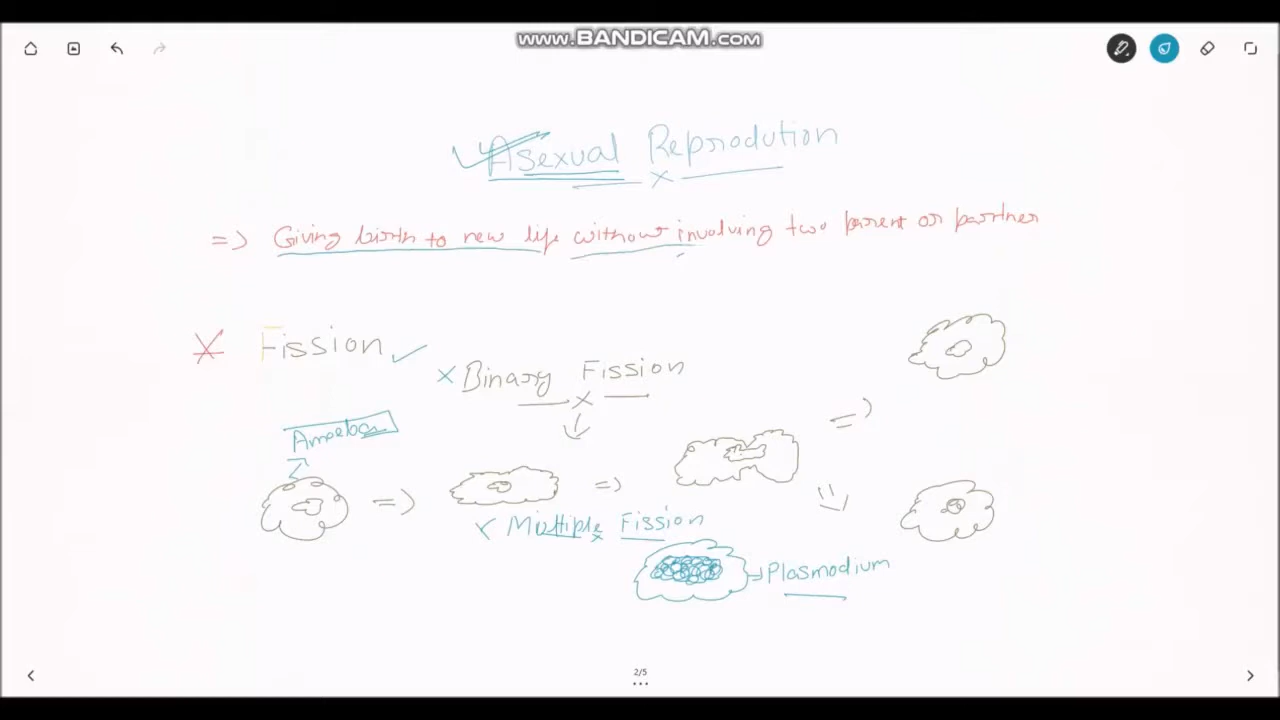 www.BANDICAM.com
Asexual Reprodution
=> Giving birth to new life without involving two parent or partner
Fission
x Binary Fission
Amoeba
Multiple Fission
Plasmodium
2/5